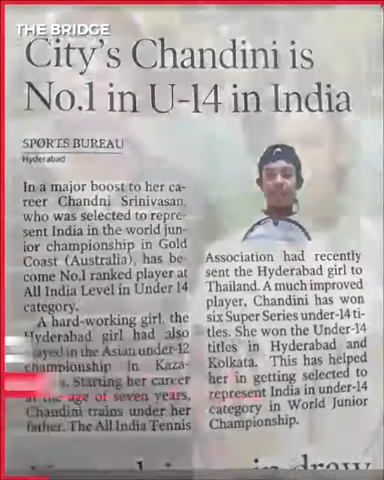 THE BRIDGE
City's Chandini is
No.1 in U-14 in India
SPORTS BUREAU
Hyderabad
In a major boost to her ca-
reer Chandni Srinivasan,
who was selected to repre-
sent India in the world jun-
ior championship in Gold
Coast (Australia), has be-
come No.1 ranked player at
All India Level in Under 14
category.
A hard-working girl, the
Hyderabad girl had also
played in the Asian under-12
championship in Kaza-
Starting her career
at the age of seven years,
Chandini trains under her
father. The All India Tennis
Association had recently
sent the Hyderabad girl to
Thailand. A much improved
player, Chandini has won
six Super Series under-14 ti-
tles. She won the Under-14
titles in Hyderabad and
Kolkata. This has helped
her in getting selected to
represent India in under-14
category in World Junior
Championship.
in draw